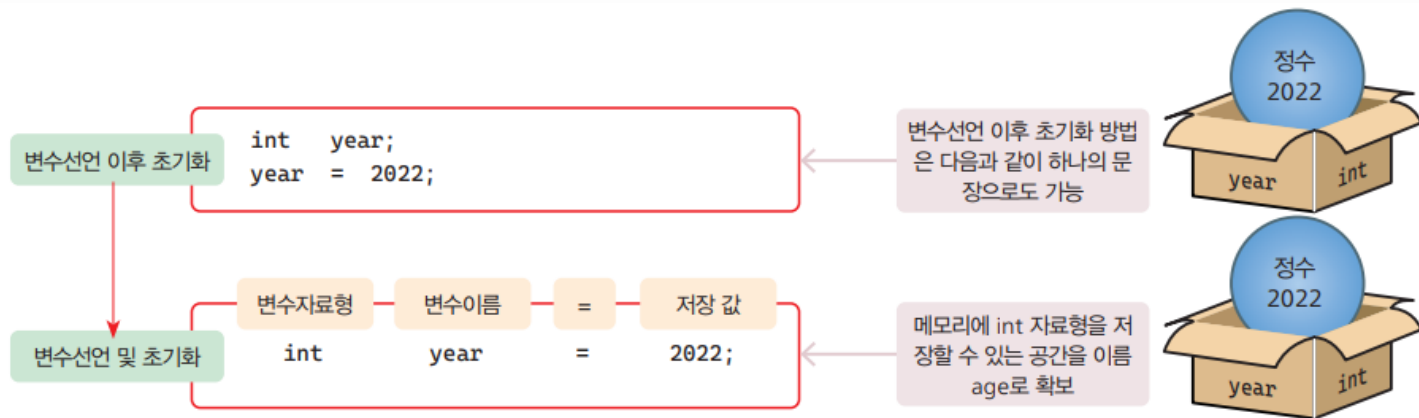 변수선언 이후 초기화
int year;
year = 2022;
변수선언 이후 초기화 방법
은 다음과 같이 하나의 문
장으로도 가능
정수
2022
year
int
변수선언 및 초기화
변수자료형 변수이름 = 저장 값
int year = 2022;
메모리에 int 자료형을 저
장할 수 있는 공간을 이름
age로 확보
정수
2022
year
int